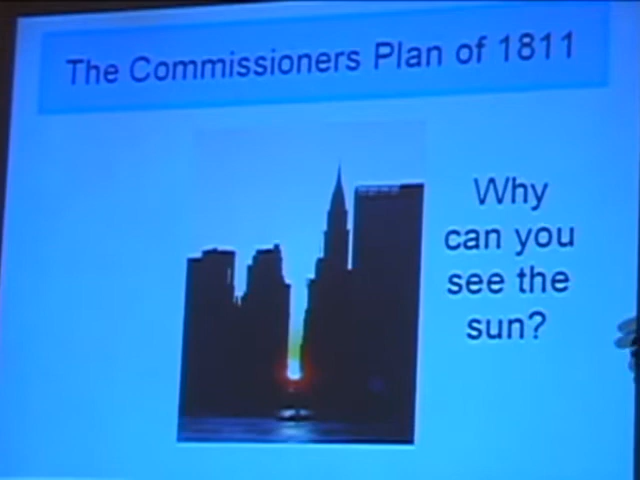 The Commissioners Plan of 1811
Why
can you
see the
sun?